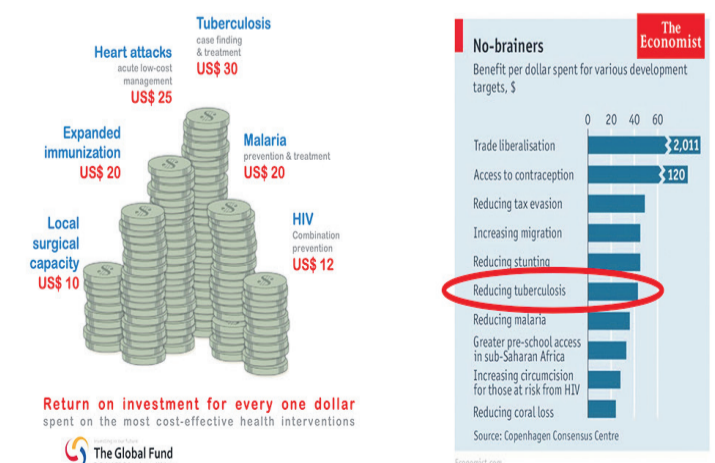 Tuberculosis
case finding
& treatment
US$ 30
Heart attacks
acute low-cost
management
US$ 25
Expanded
immunization
US$ 20
Malaria
prevention & treatment
US$ 20
Local
surgical
capacity
US$ 10
HIV
Combination
prevention
US$ 12
Return on investment for every one dollar
spent on the most cost-effective health interventions
The Global Fund
The
Economist
No-brainers
Benefit per dollar spent for various development
targets, $
0 20 40 60
Trade liberalisation 2,011
Access to contraception 120
Reducing tax evasion
Increasing migration
Reducing stunting
Reducing tuberculosis
Reducing malaria
Greater pre-school access
in sub-Saharan Africa
Increasing circumcision
for those at risk from HIV
Reducing coral loss
Source: Copenhagen Consensus Centre
Economist.com